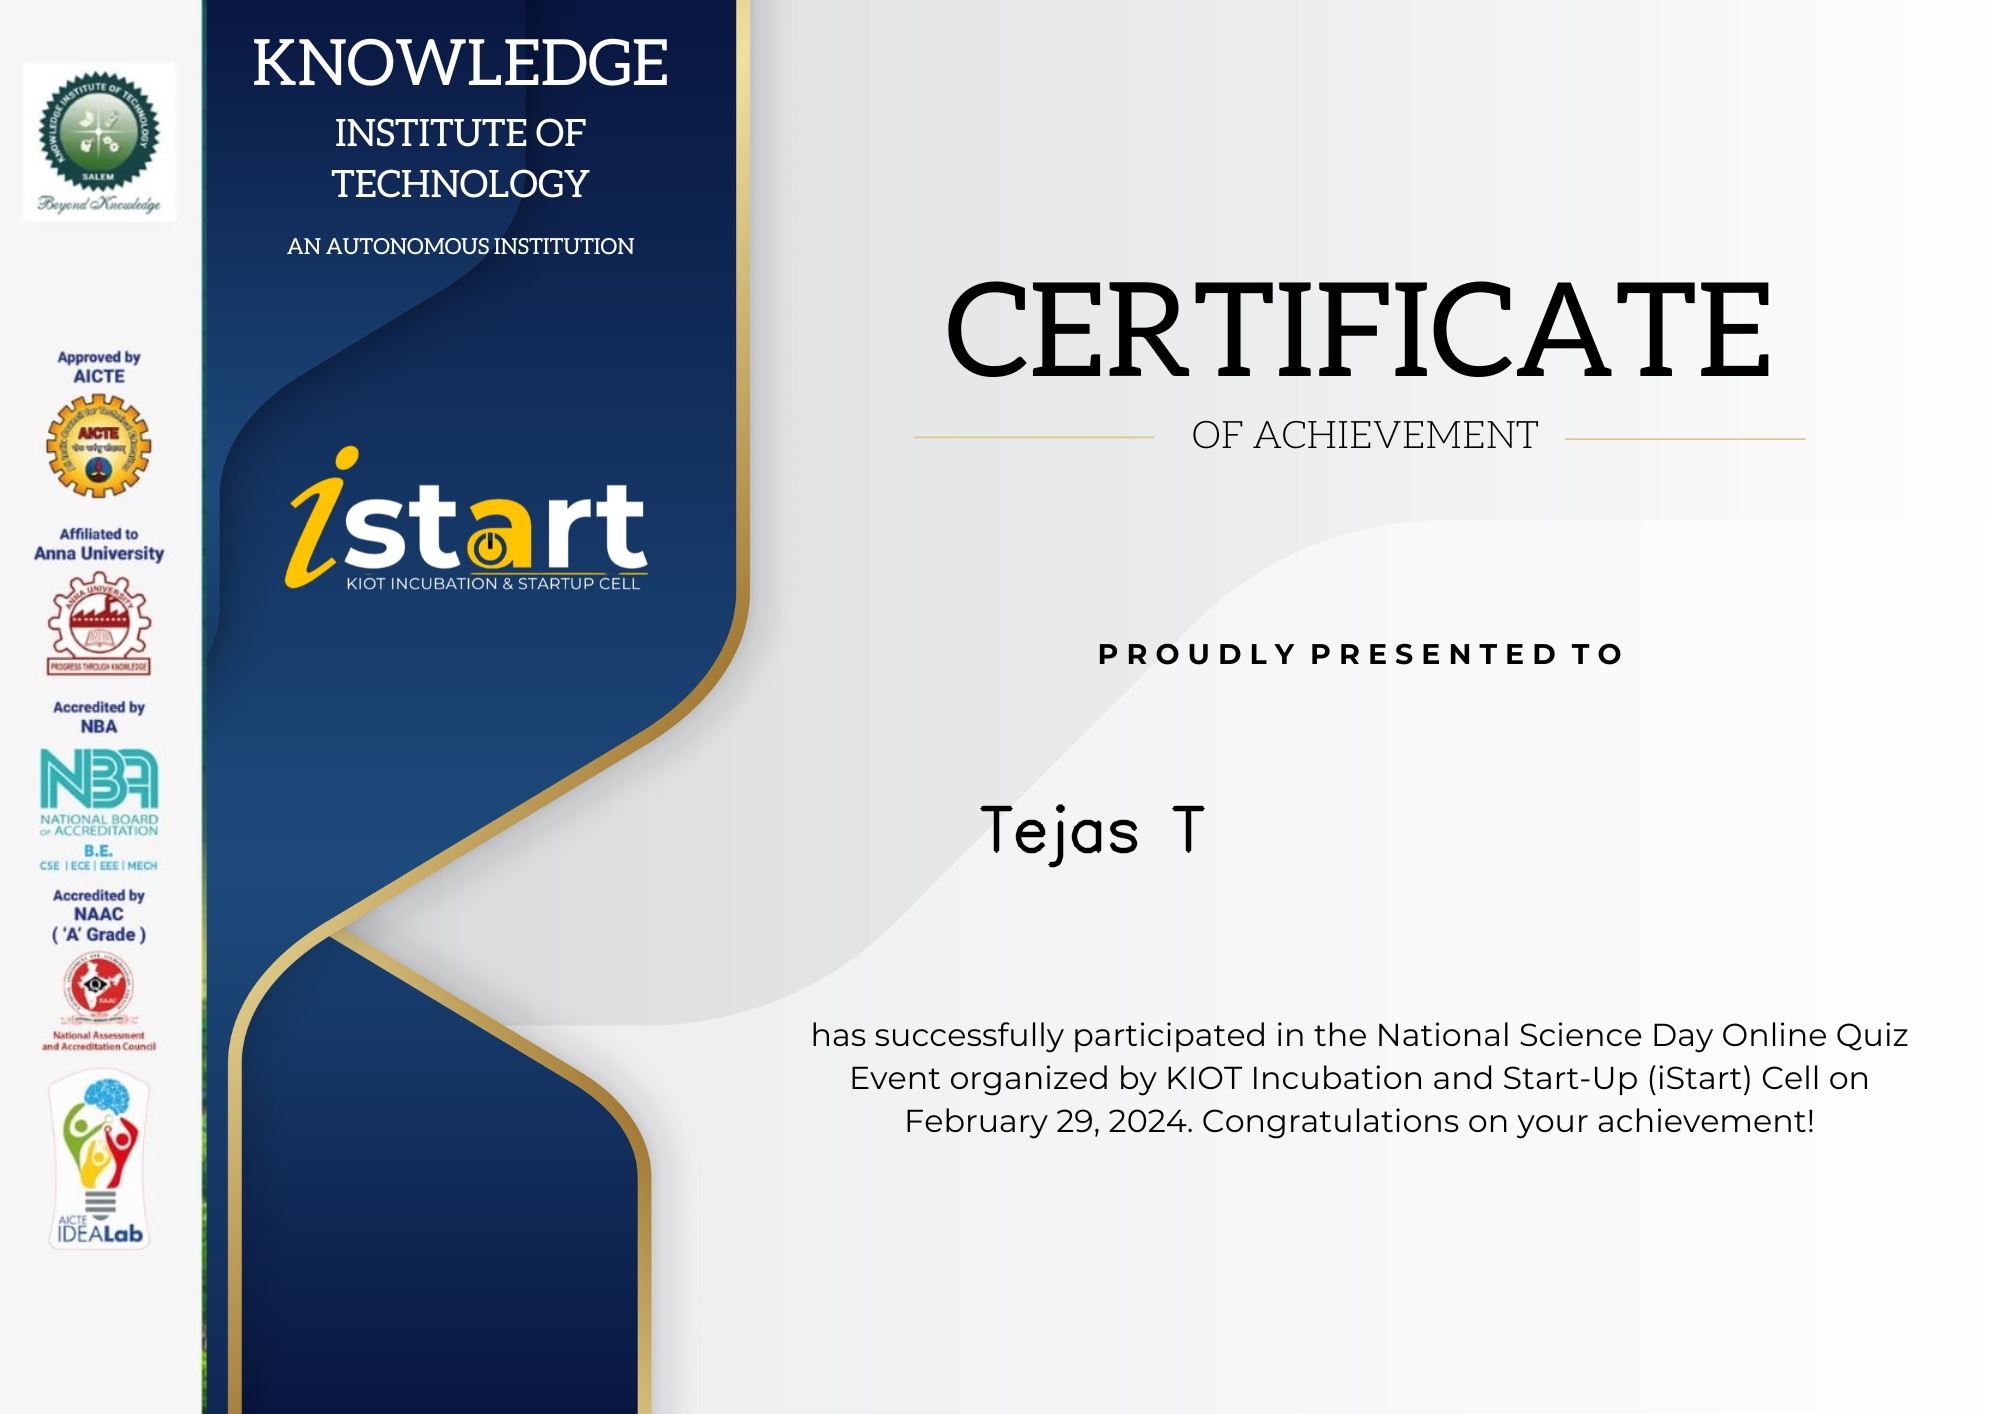 KNOWLEDGE INSTITUTE OF TECHNOLOGY
SALEM
Beyond Knowledge
Approved by
AICTE
AICTE
Affiliated to
Anna University
ANNA UNIVERSITY
PROGRESS THROUGH KNOWLEDGE
Accredited by
NBA
NBA
NATIONAL BOARD
OF ACCREDITATION
B.E.
CSE | ECE | EEE | MECH
Accredited by
NAAC
( 'A' Grade )
NAAC
National Assessment
and Accreditation Council
AICTE
IDEALab
KNOWLEDGE
INSTITUTE OF
TECHNOLOGY
AN AUTONOMOUS INSTITUTION
istart
KIOT INCUBATION & STARTUP CELL
CERTIFICATE
OF ACHIEVEMENT
PROUDLY PRESENTED TO
Tejas T
has successfully participated in the National Science Day Online Quiz
Event organized by KIOT Incubation and Start-Up (iStart) Cell on
February 29, 2024. Congratulations on your achievement!